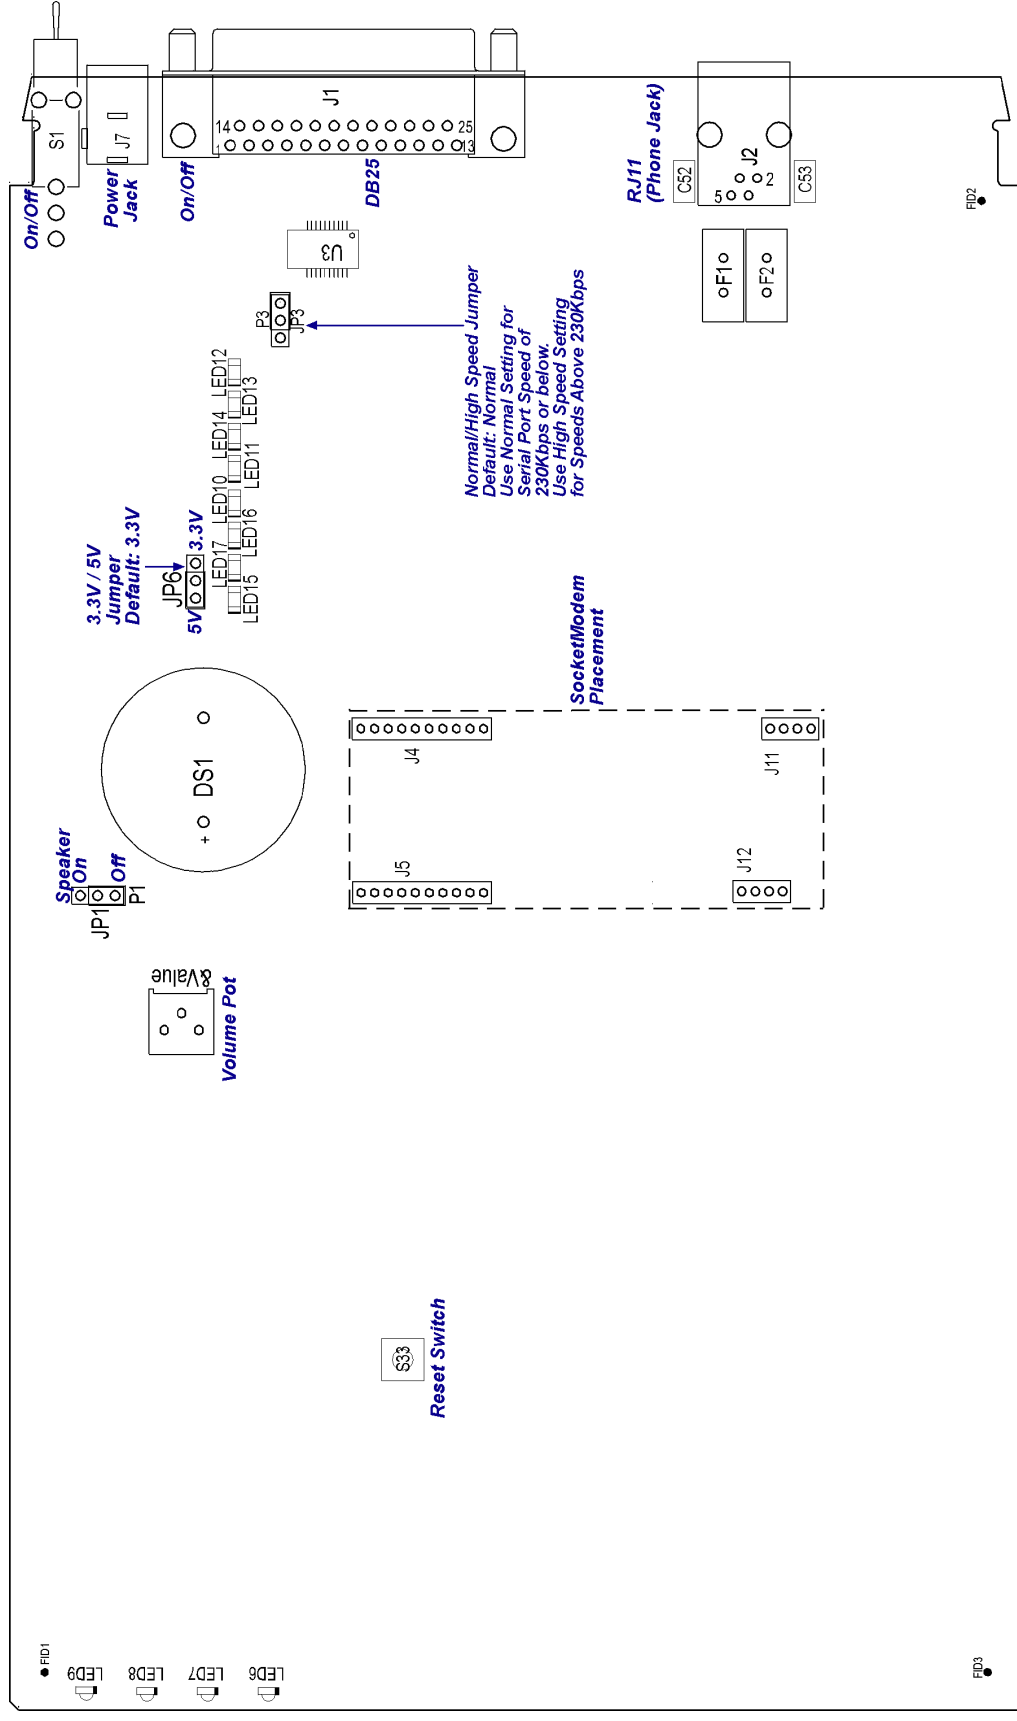 S1
J7
J1
14
25
1
13
On/Off
Power
Jack
On/Off
DB25
RJ11
(Phone Jack)
C52
J2
2
5
C53
FID2
U3
F1
F2
P3
JP3
Normal/High Speed Jumper
Default: Normal
Use Normal Setting for
Serial Port Speed of
230Kbps or below.
Use High Speed Setting
for Speeds Above 230Kbps
LED12
LED13
LED14
LED11
LED10
LED16
LED17
LED15
3.3V / 5V
Jumper
Default: 3.3V
JP6
3.3V
5V
SocketModem
Placement
DS1
+
J4
J11
J5
J12
Speaker
On
Off
JP1
P1
&Value
Volume Pot
S33
Reset Switch
FID1
LED9
LED8
LED7
LED6
FID3